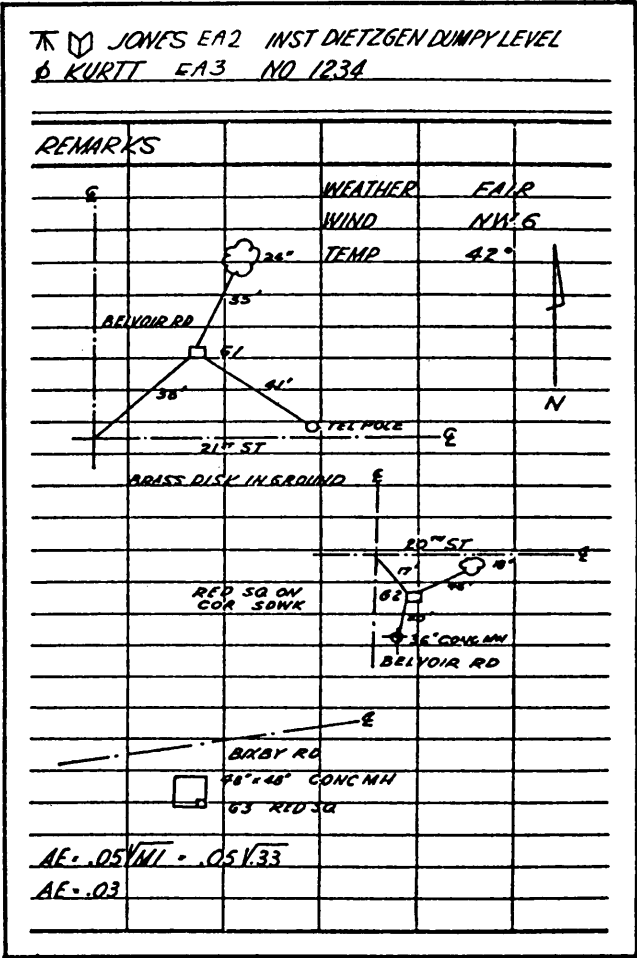 JONES EA2 INST DIETZGEN DUMPY LEVEL
ϕ KURTT EA3 NO 1234
REMARKS
℄
WEATHER FAIR
WIND NW 6
TEMP 42°
24"
35'
BELVOIR RD
61
38' 41'
N
TEL POLE
℄
21ST ST
BRASS DISK IN GROUND
℄
20TH ST
℄
17' 18"
RED SQ ON 62
COR SDWK
36" CONC MH
BELVOIR RD
℄
BIXBY RD
48" x 48" CONC MH
63 RED SQ
AE = .05√MI = .05√.33
AE = .03